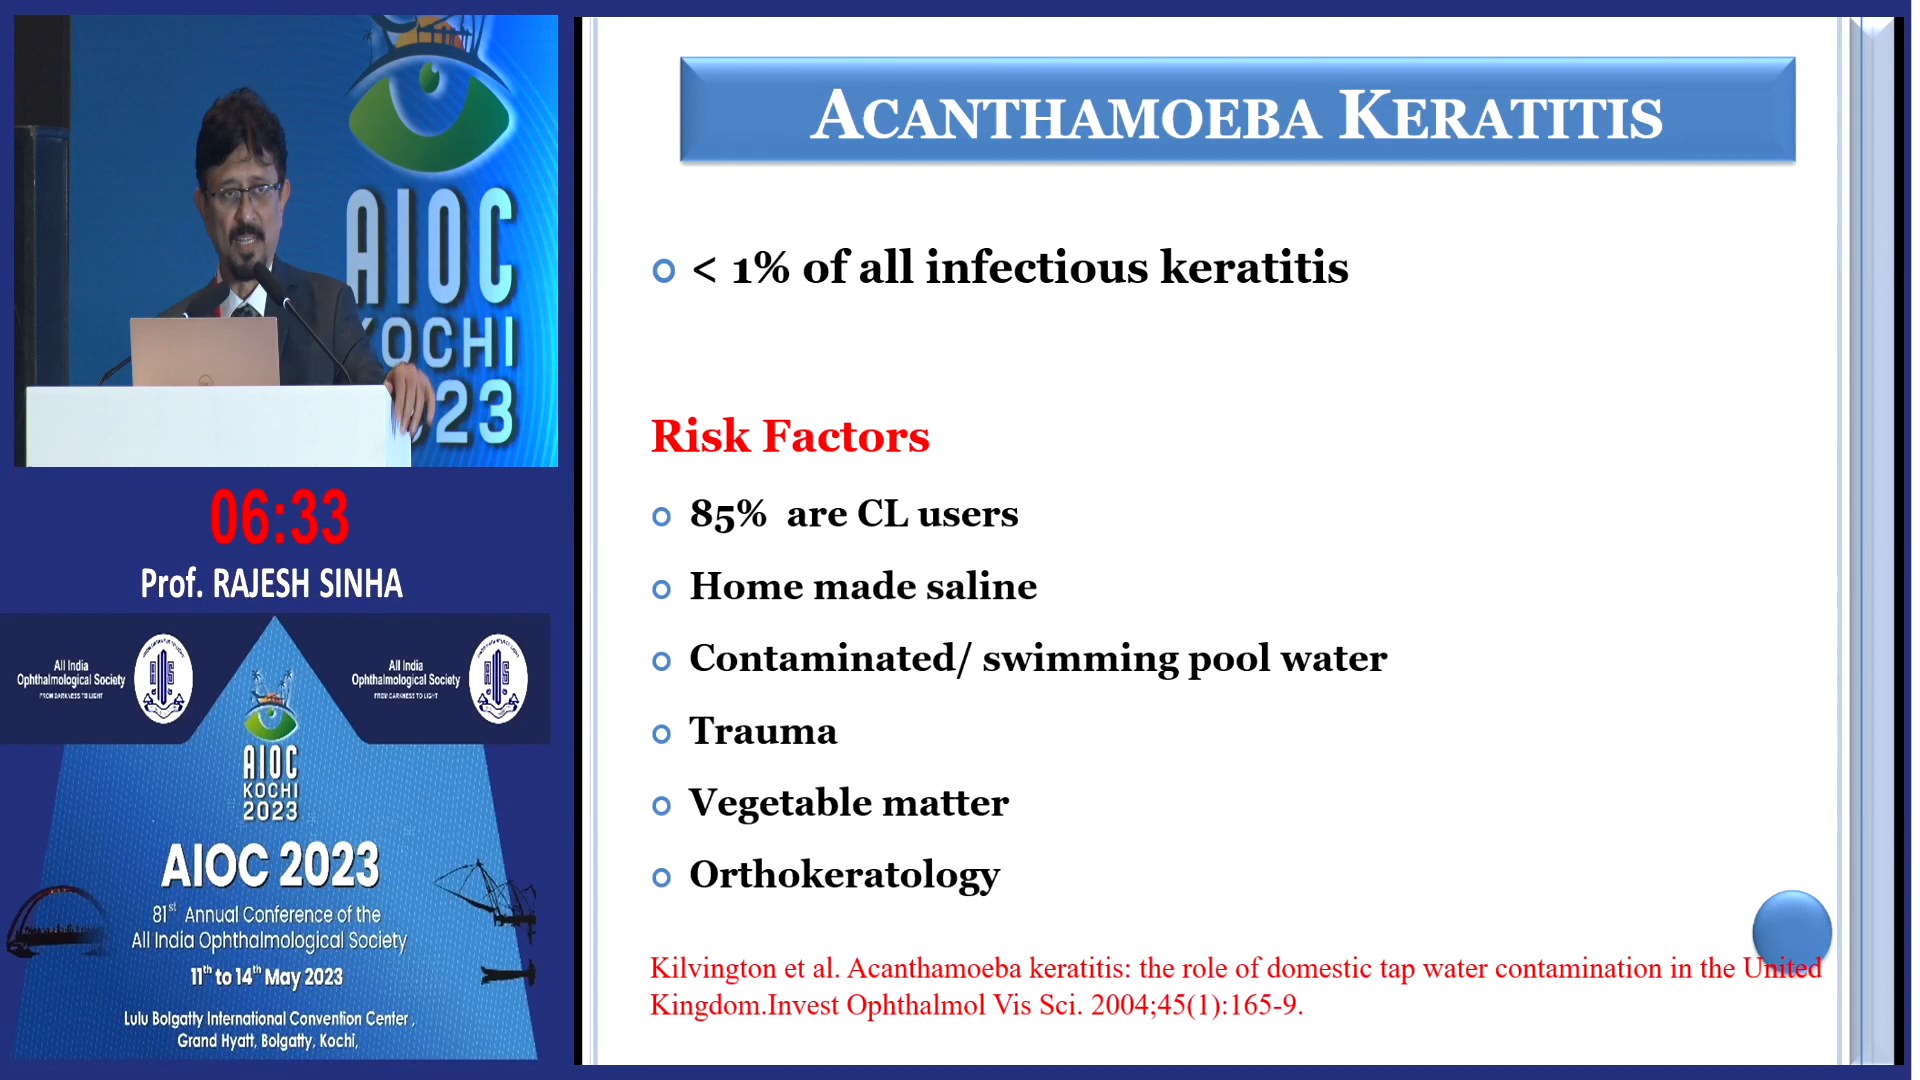 AIOC
KOCHI
23
06:33
Prof. RAJESH SINHA
All India
Ophthalmological Society
FROM DARKNESS TO LIGHT
All India
Ophthalmological Society
FROM DARKNESS TO LIGHT
AIOC
KOCHI
2023
AIOC 2023
81st Annual Conference of the
All India Ophthalmological Society
11th to 14th May 2023
Lulu Bolgatty International Convention Center ,
Grand Hyatt, Bolgatty, Kochi,
ACANTHAMOEBA KERATITIS
< 1% of all infectious keratitis
Risk Factors
85% are CL users
Home made saline
Contaminated/ swimming pool water
Trauma
Vegetable matter
Orthokeratology
Kilvington et al. Acanthamoeba keratitis: the role of domestic tap water contamination in the United
Kingdom.Invest Ophthalmol Vis Sci. 2004;45(1):165-9.